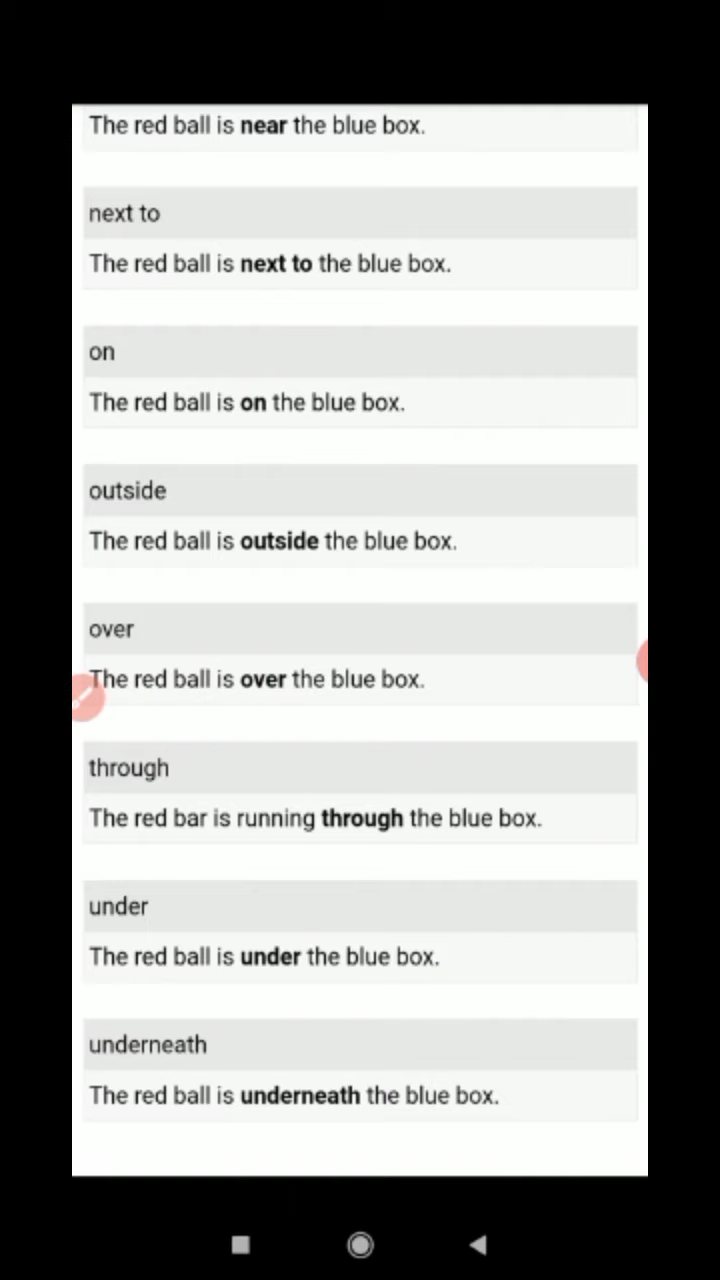 The red ball is near the blue box.
next to
The red ball is next to the blue box.
on
The red ball is on the blue box.
outside
The red ball is outside the blue box.
over
The red ball is over the blue box.
through
The red bar is running through the blue box.
under
The red ball is under the blue box.
underneath
The red ball is underneath the blue box.